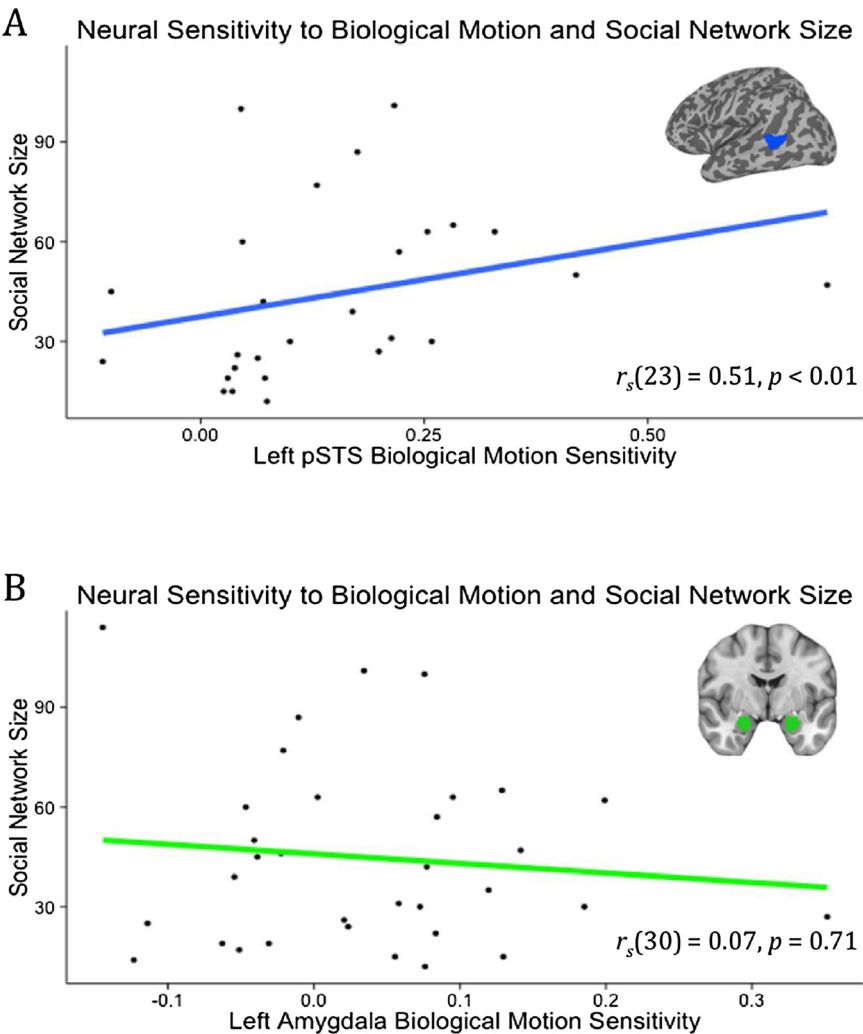 A
Neural Sensitivity to Biological Motion and Social Network Size
Social Network Size
90
60
30
0.00 0.25 0.50
Left pSTS Biological Motion Sensitivity
rs(23) = 0.51, p < 0.01
B
Neural Sensitivity to Biological Motion and Social Network Size
Social Network Size
90
60
30
-0.1 0.0 0.1 0.2 0.3
Left Amygdala Biological Motion Sensitivity
rs(30) = 0.07, p = 0.71